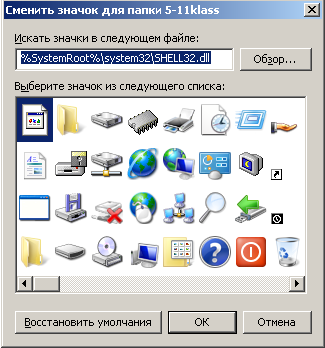 Сменить значок для папки 5-11klass
Искать значки в следующем файле:
%SystemRoot%\system32\SHELL32.dll
Обзор...
Выберите значок из следующего списка:
Восстановить умолчания
ОК
Отмена